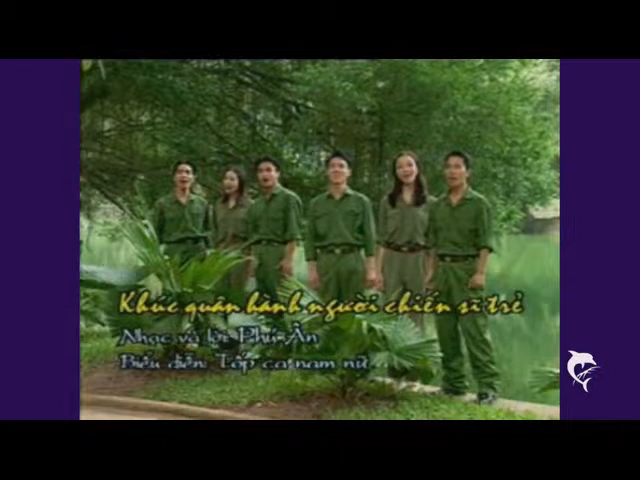 Khúc quân hành người chiến sĩ trẻ
Nhạc và lời: Phú Ân
Biểu diễn: Tốp ca nam nữ